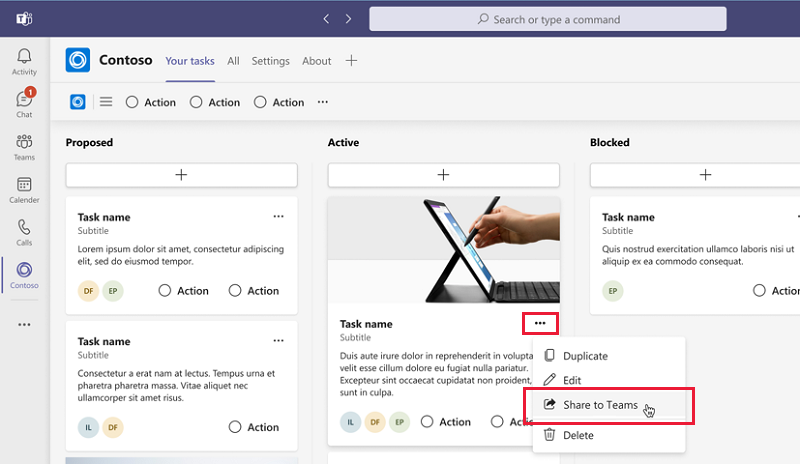 Search or type a command
Activity
1
Chat
Teams
Calender
Calls
Contoso
Contoso Your tasks All Settings About
Action Action Action
Proposed
Task name
Subtitle
Lorem ipsum dolor sit amet, consectetur adipiscing
elit, sed do eiusmod tempor.
DF EP Action Action
Task name
Subtitle
Consectetur a erat nam at lectus. Tempus urna et
pharetra pharetra massa. Vitae aliquet nec
ullamcorper sit amet risus.
IL DF Action
Active
Task name
Subtitle
Duis aute irure dolor in reprehenderit in volupta
velit esse cillum dolore eu fugiat nulla pariatur.
Excepteur sint occaecat cupidatat non proident,
sunt in culpa.
IL DF EP Action
Duplicate
Edit
Share to Teams
Delete
Blocked
Task name
Subtitle
Quis nostrud exercitation ullamco laboris nisi ut
aliquip ex ea commodo consequat.
EP Action